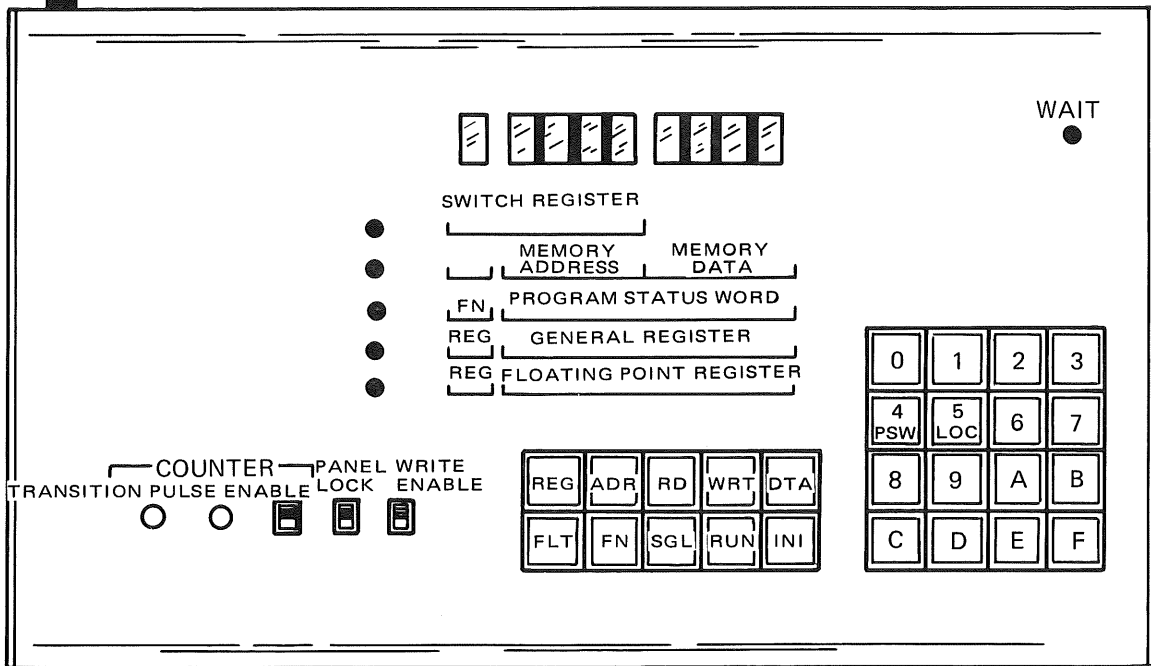 WAIT
SWITCH REGISTER
MEMORY ADDRESS
MEMORY DATA
FN PROGRAM STATUS WORD
REG GENERAL REGISTER
REG FLOATING POINT REGISTER
0 1 2 3
4 PSW 5 LOC 6 7
8 9 A B
C D E F
COUNTER
TRANSITION PULSE ENABLE
PANEL LOCK
WRITE ENABLE
REG ADR RD WRT DTA
FLT FN SGL RUN INI